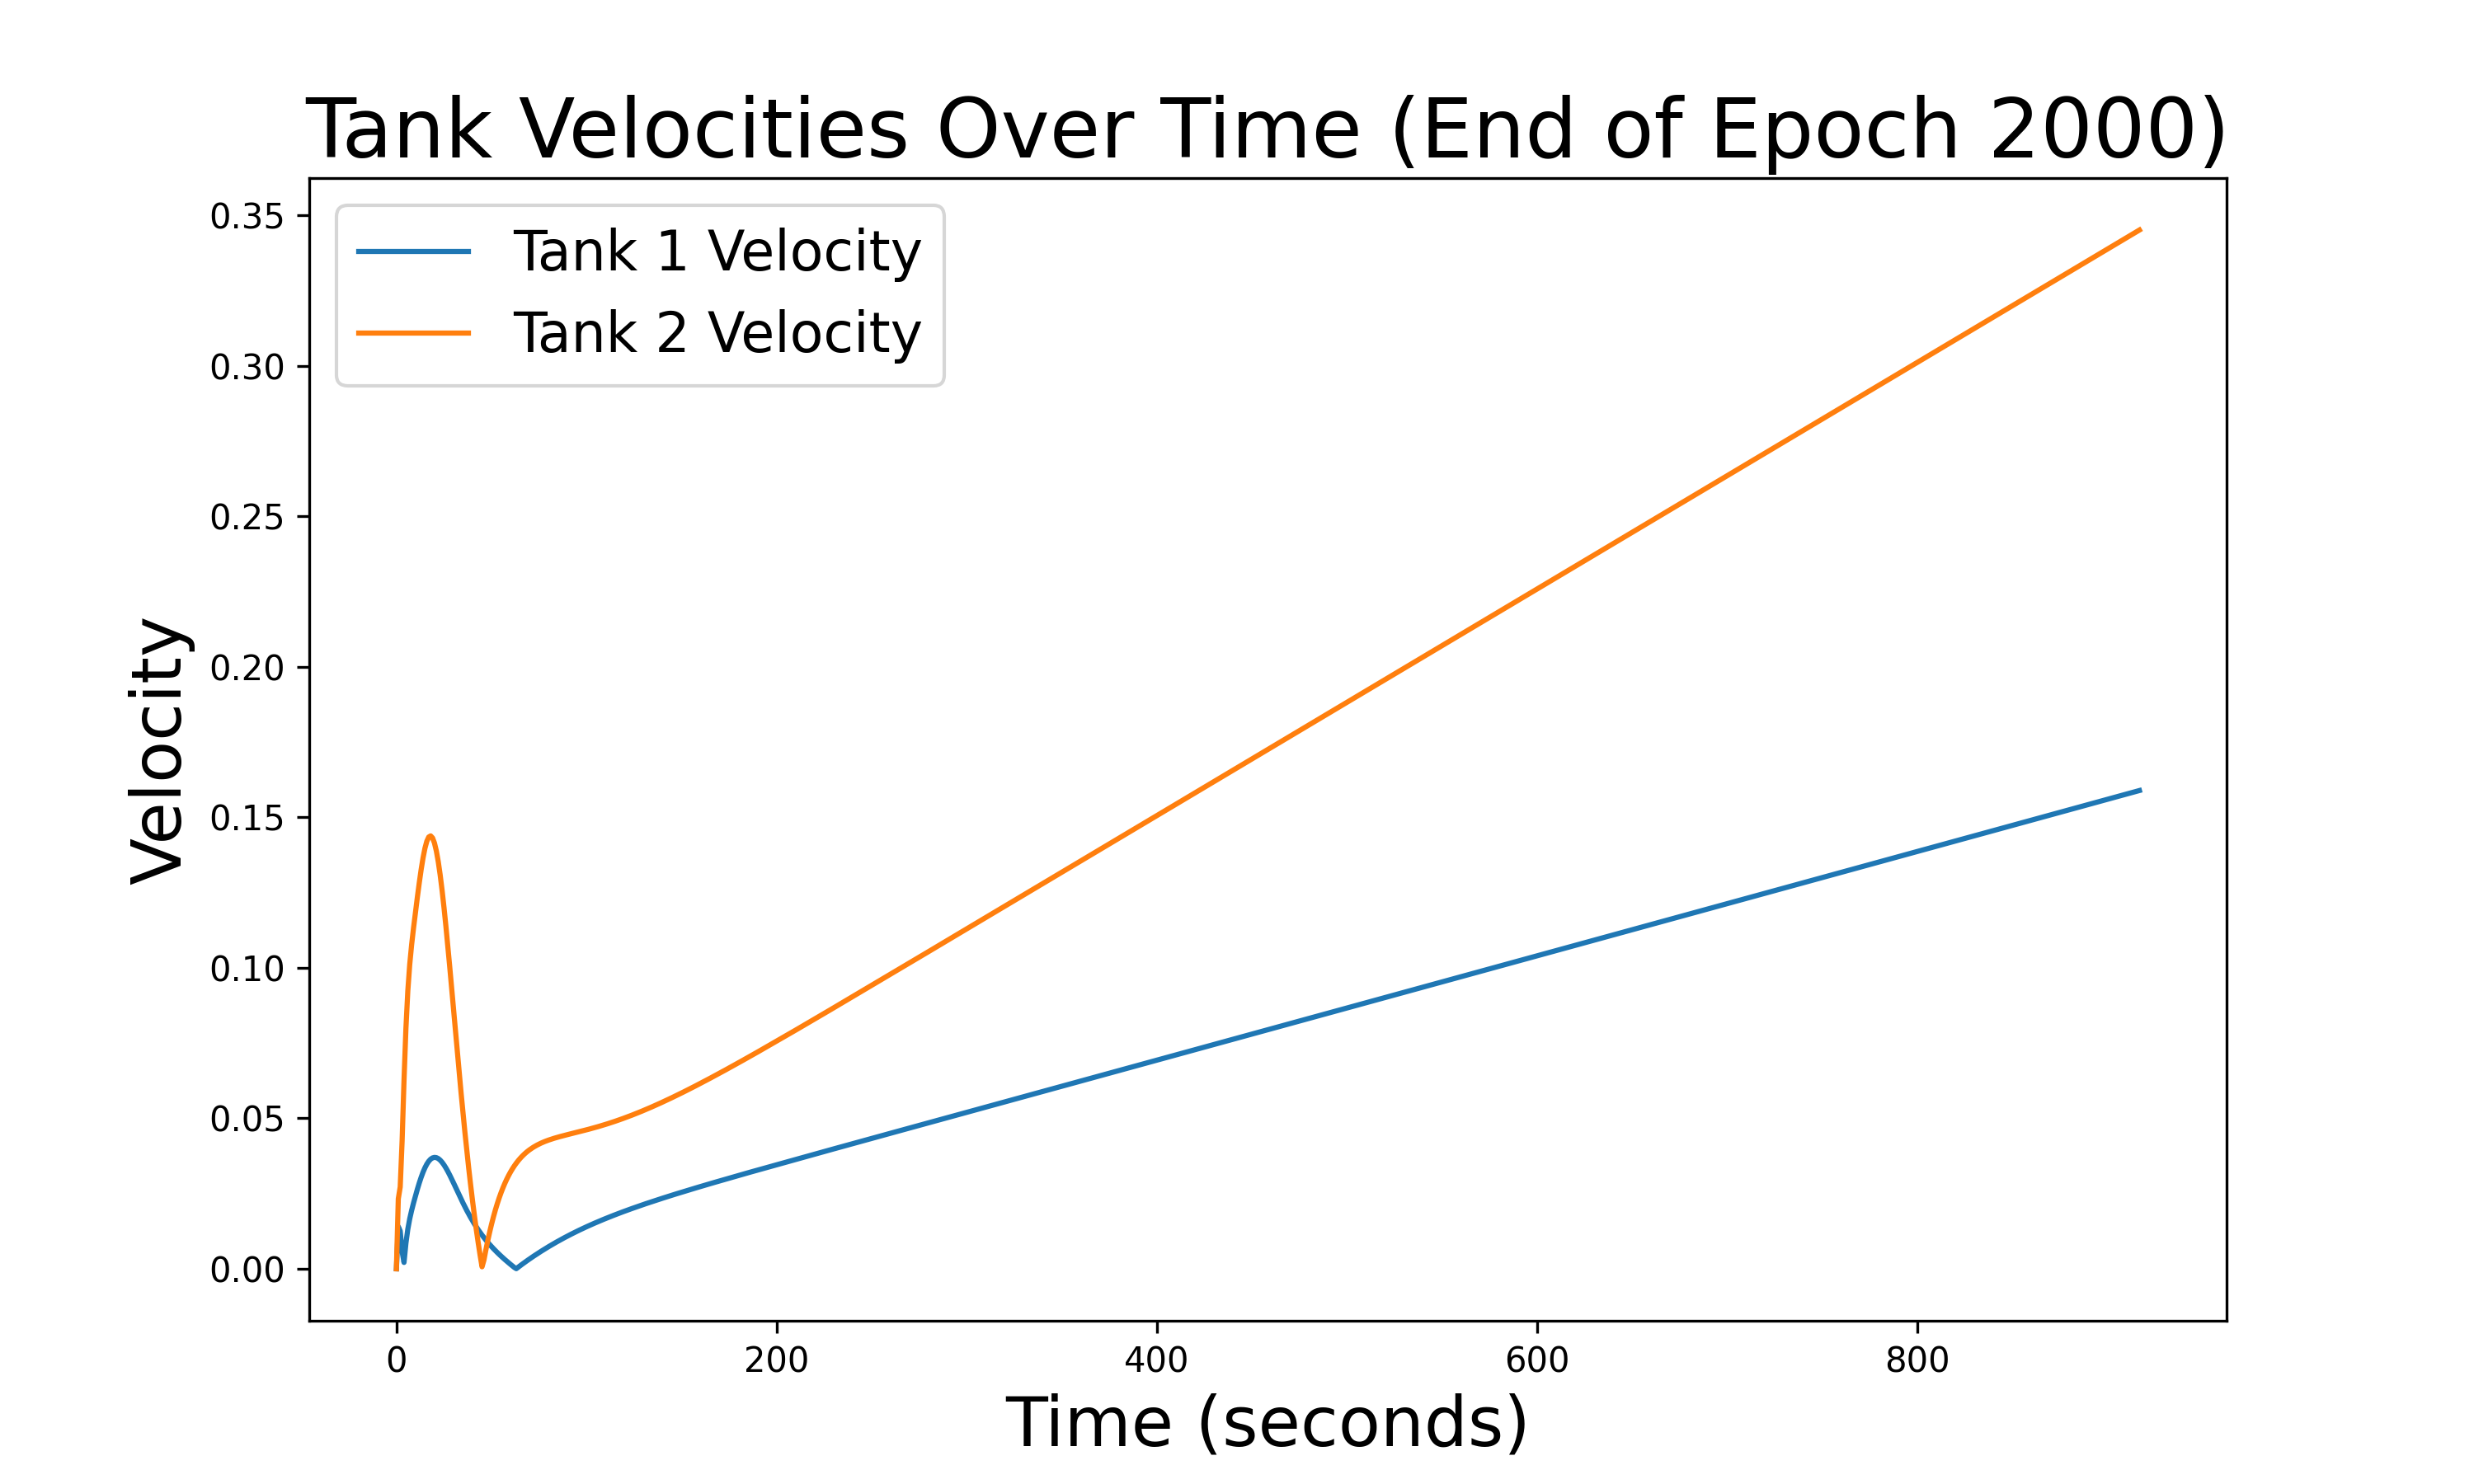 Tank Velocities Over Time (End of Epoch 2000)
Tank 1 Velocity
Tank 2 Velocity
0.35
0.30
0.25
0.20
0.15
0.10
0.05
0.00
Velocity
0 200 400 600 800
Time (seconds)